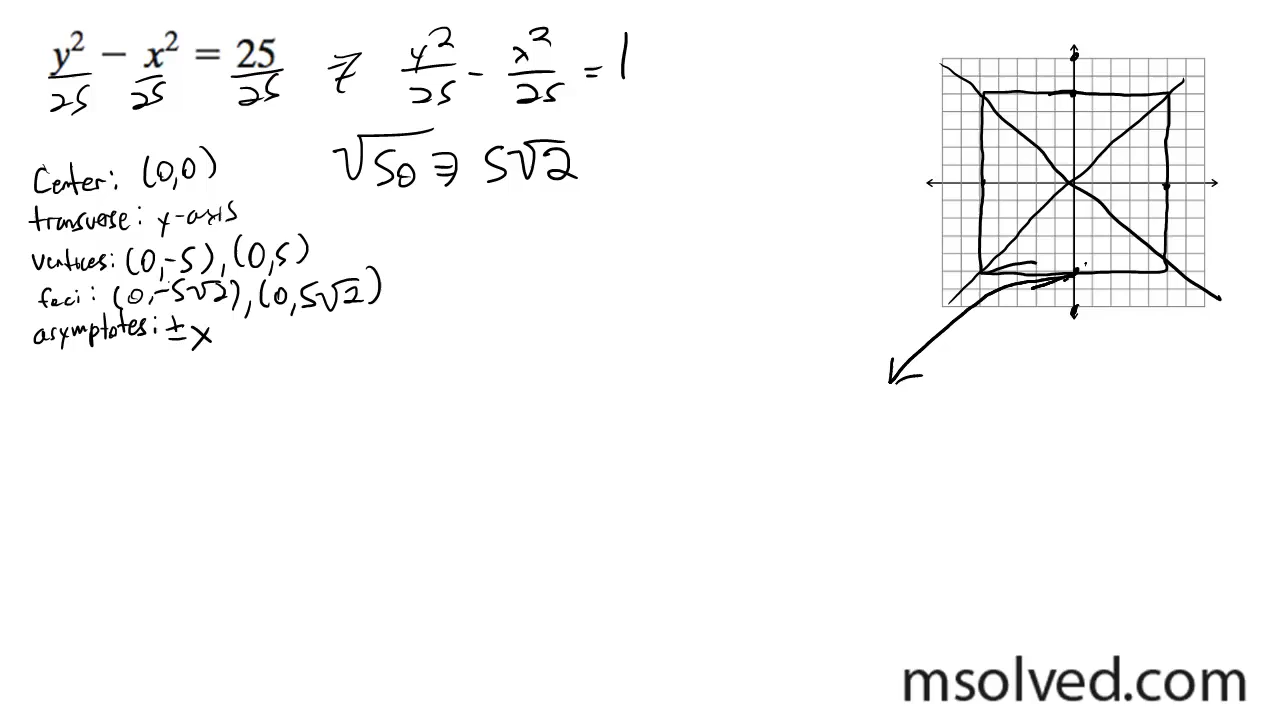 y² − x² = 25
25 25 25
y²/25 - x²/25 = 1
√50 5√2
Center: (0,0)
transverse: y-axis
vertices: (0,-5), (0,5)
foci: (0,-5√2), (0,5√2)
asymptotes: ± x
msolved.com